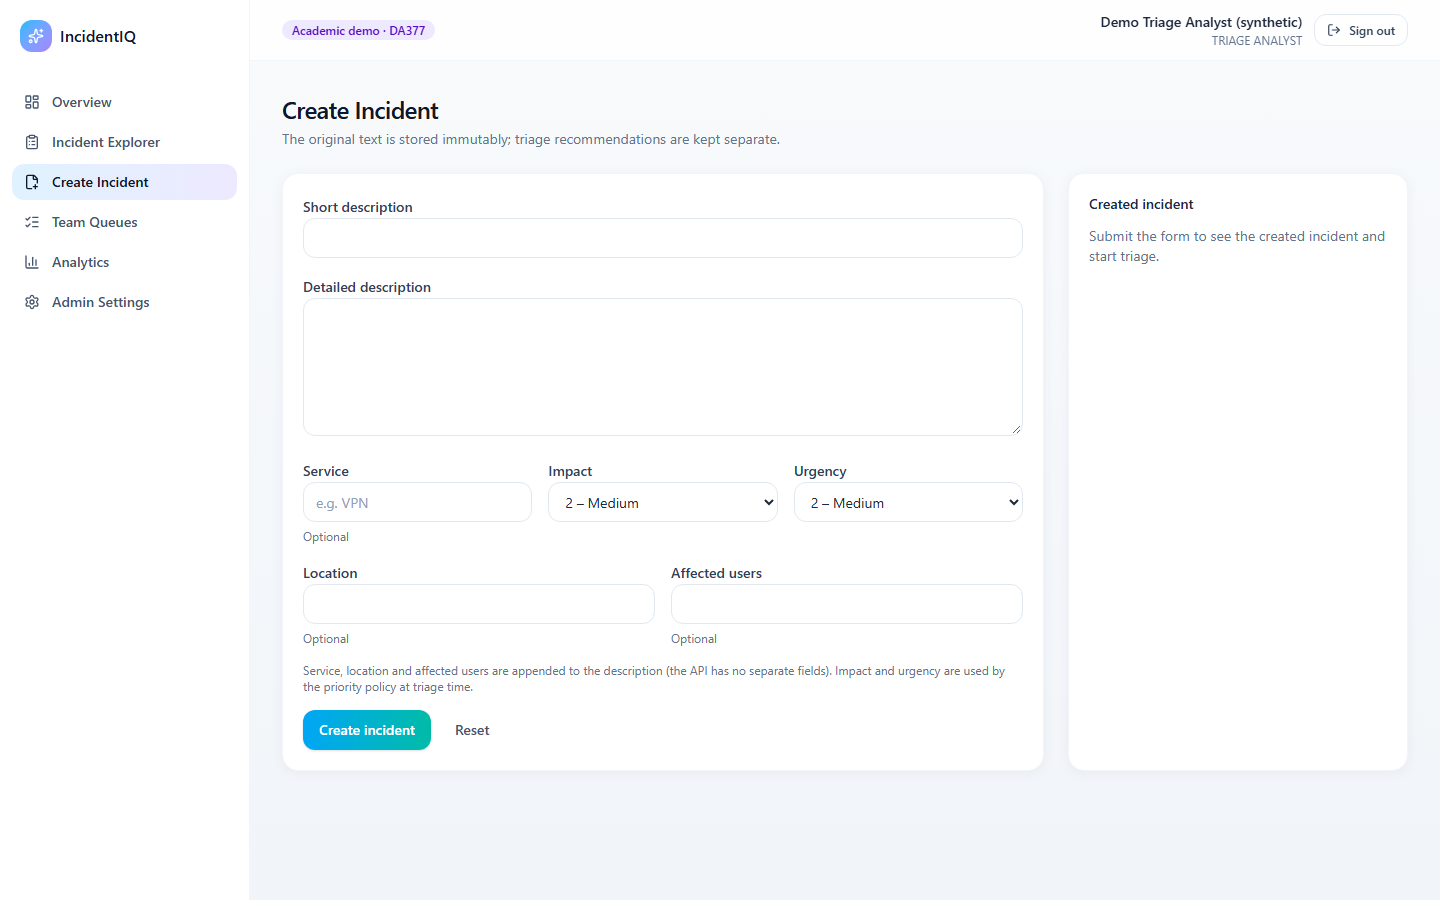 IncidentIQ
Academic demo · DA377
Demo Triage Analyst (synthetic)
TRIAGE ANALYST
Sign out
Overview
Incident Explorer
Create Incident
Team Queues
Analytics
Admin Settings
Create Incident
The original text is stored immutably; triage recommendations are kept separate.
Short description
Detailed description
Service
Impact
Urgency
e.g. VPN
2 – Medium
2 – Medium
Optional
Location
Affected users
Optional
Optional
Service, location and affected users are appended to the description (the API has no separate fields). Impact and urgency are used by
the priority policy at triage time.
Create incident
Reset
Created incident
Submit the form to see the created incident and
start triage.